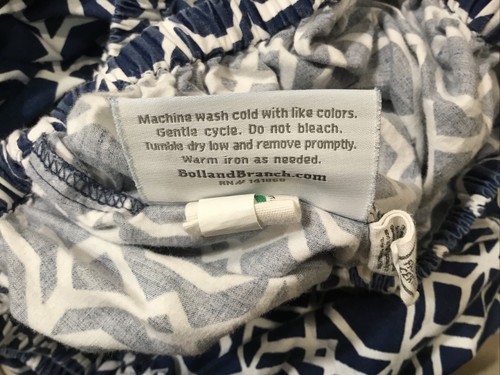 Machine wash cold with like colors.
Gentle cycle. Do not bleach.
Tumble dry low and remove promptly.
Warm iron as needed.
BollandBranch.com
RN#